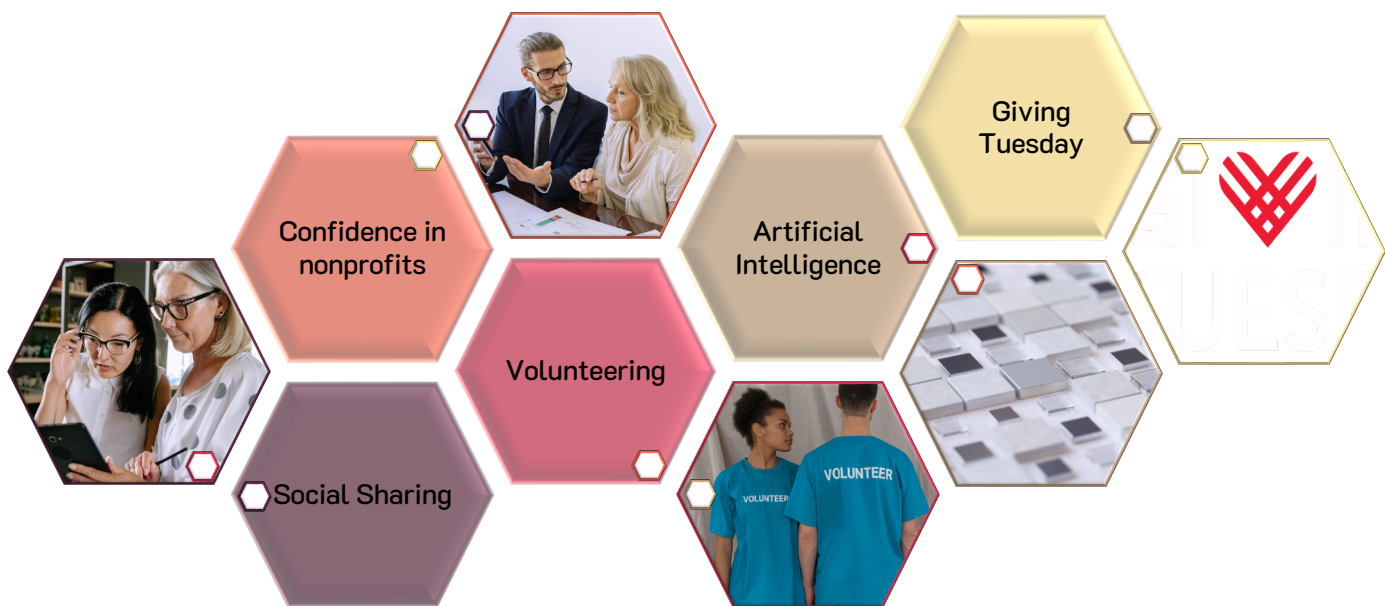 Giving
Tuesday
Confidence in
nonprofits
Artificial
Intelligence
Volunteering
Social Sharing
VOLUNTEER
VOLUNTEER